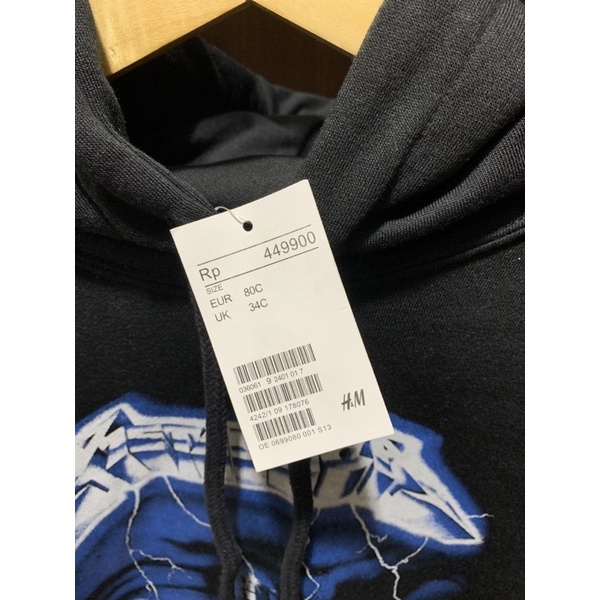 Rp 449900
SIZE
EUR 80C
UK 34C
036061 9 2401 01 7
4242/1 09 178076
OE 0699080 001 S13
H&M
METALLICA